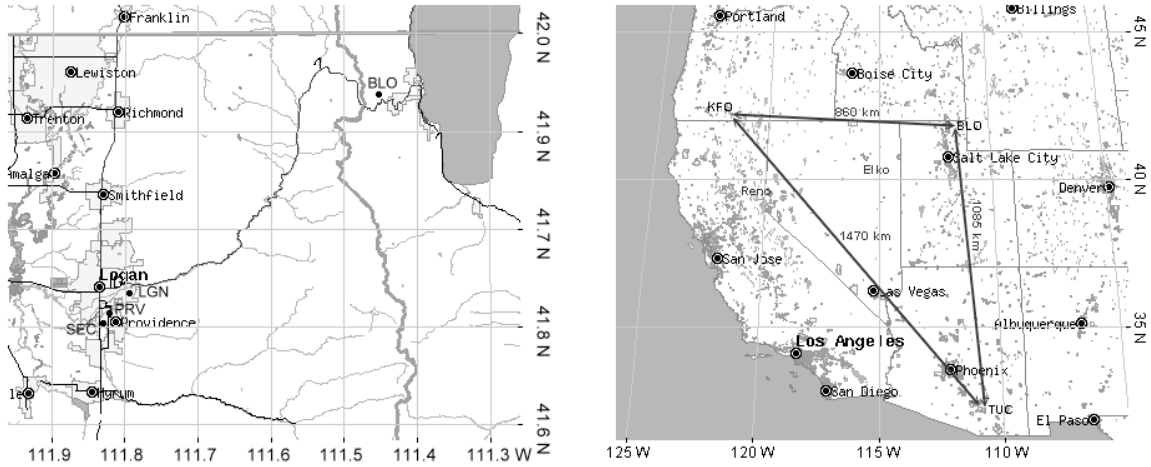 Franklin
42.0 N
Lewiston
BLO
Richmond
Trenton
41.9 N
malga
Smithfield
41.7 N
Logan
LGN
PRV
SEC
Providence
41.8 N
le
Hyrum
41.6 N
111.9 111.8 111.7 111.6 111.5 111.4 111.3 W
Portland
Billings
45 N
Boise City
KFO
860 km
BLO
Salt Lake City
Elko
40 N
Denver
Reno
1085 km
1470 km
San Jose
Las Vegas
Albuquerque
35 N
Los Angeles
Phoenix
San Diego
TUC
El Paso
125 W 120 W 115 W 110 W